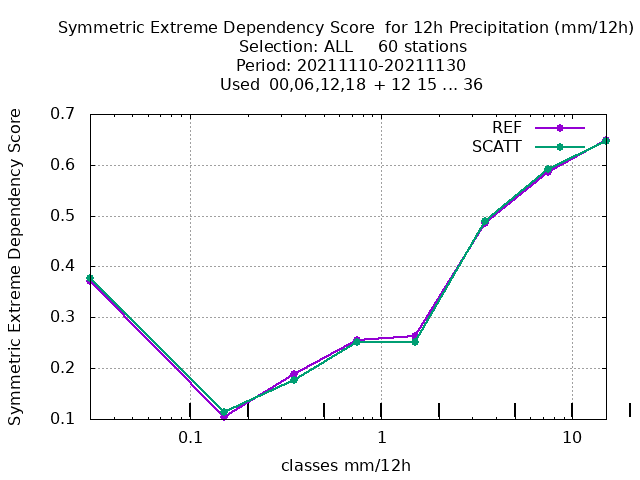 Symmetric Extreme Dependency Score  for 12h Precipitation (mm/12h)
Selection: ALL     60 stations
Period: 20211110-20211130
Used  00,06,12,18  + 12 15 ... 36
Symmetric Extreme Dependency Score
0.7
0.6
0.5
0.4
0.3
0.2
0.1
REF
SCATT
0.1 1 10
classes mm/12h